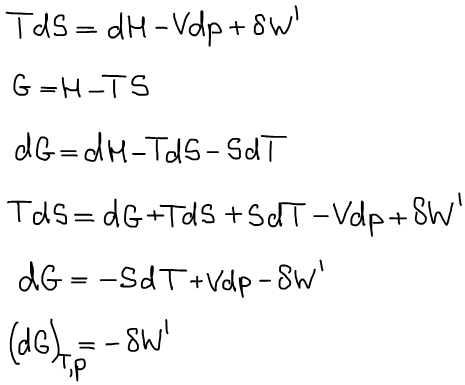 TdS = dH - Vdp + δW'
G = H - TS
dG = dH - TdS - SdT
TdS = dG + TdS + SdT - Vdp + δW'
dG = -SdT + Vdp - δW'
(dG)_{T,p} = - δW'